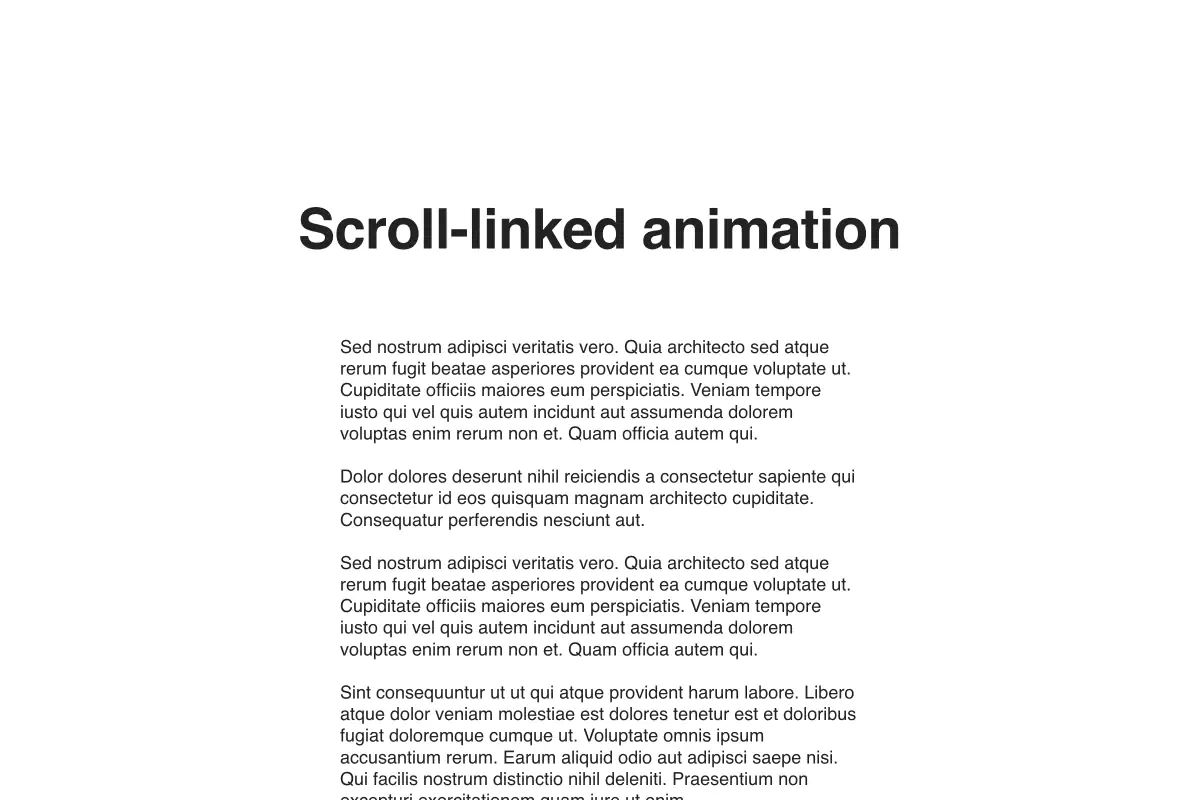 Scroll-linked animation
Sed nostrum adipisci veritatis vero. Quia architecto sed atque
rerum fugit beatae asperiores provident ea cumque voluptate ut.
Cupiditate officiis maiores eum perspiciatis. Veniam tempore
iusto qui vel quis autem incidunt aut assumenda dolorem
voluptas enim rerum non et. Quam officia autem qui.
Dolor dolores deserunt nihil reiciendis a consectetur sapiente qui
consectetur id eos quisquam magnam architecto cupiditate.
Consequatur perferendis nesciunt aut.
Sed nostrum adipisci veritatis vero. Quia architecto sed atque
rerum fugit beatae asperiores provident ea cumque voluptate ut.
Cupiditate officiis maiores eum perspiciatis. Veniam tempore
iusto qui vel quis autem incidunt aut assumenda dolorem
voluptas enim rerum non et. Quam officia autem qui.
Sint consequuntur ut ut qui atque provident harum labore. Libero
atque dolor veniam molestiae est dolores tenetur est et doloribus
fugiat doloremque cumque ut. Voluptate omnis ipsum
accusantium rerum. Earum aliquid odio aut adipisci saepe nisi.
Qui facilis nostrum distinctio nihil deleniti. Praesentium non